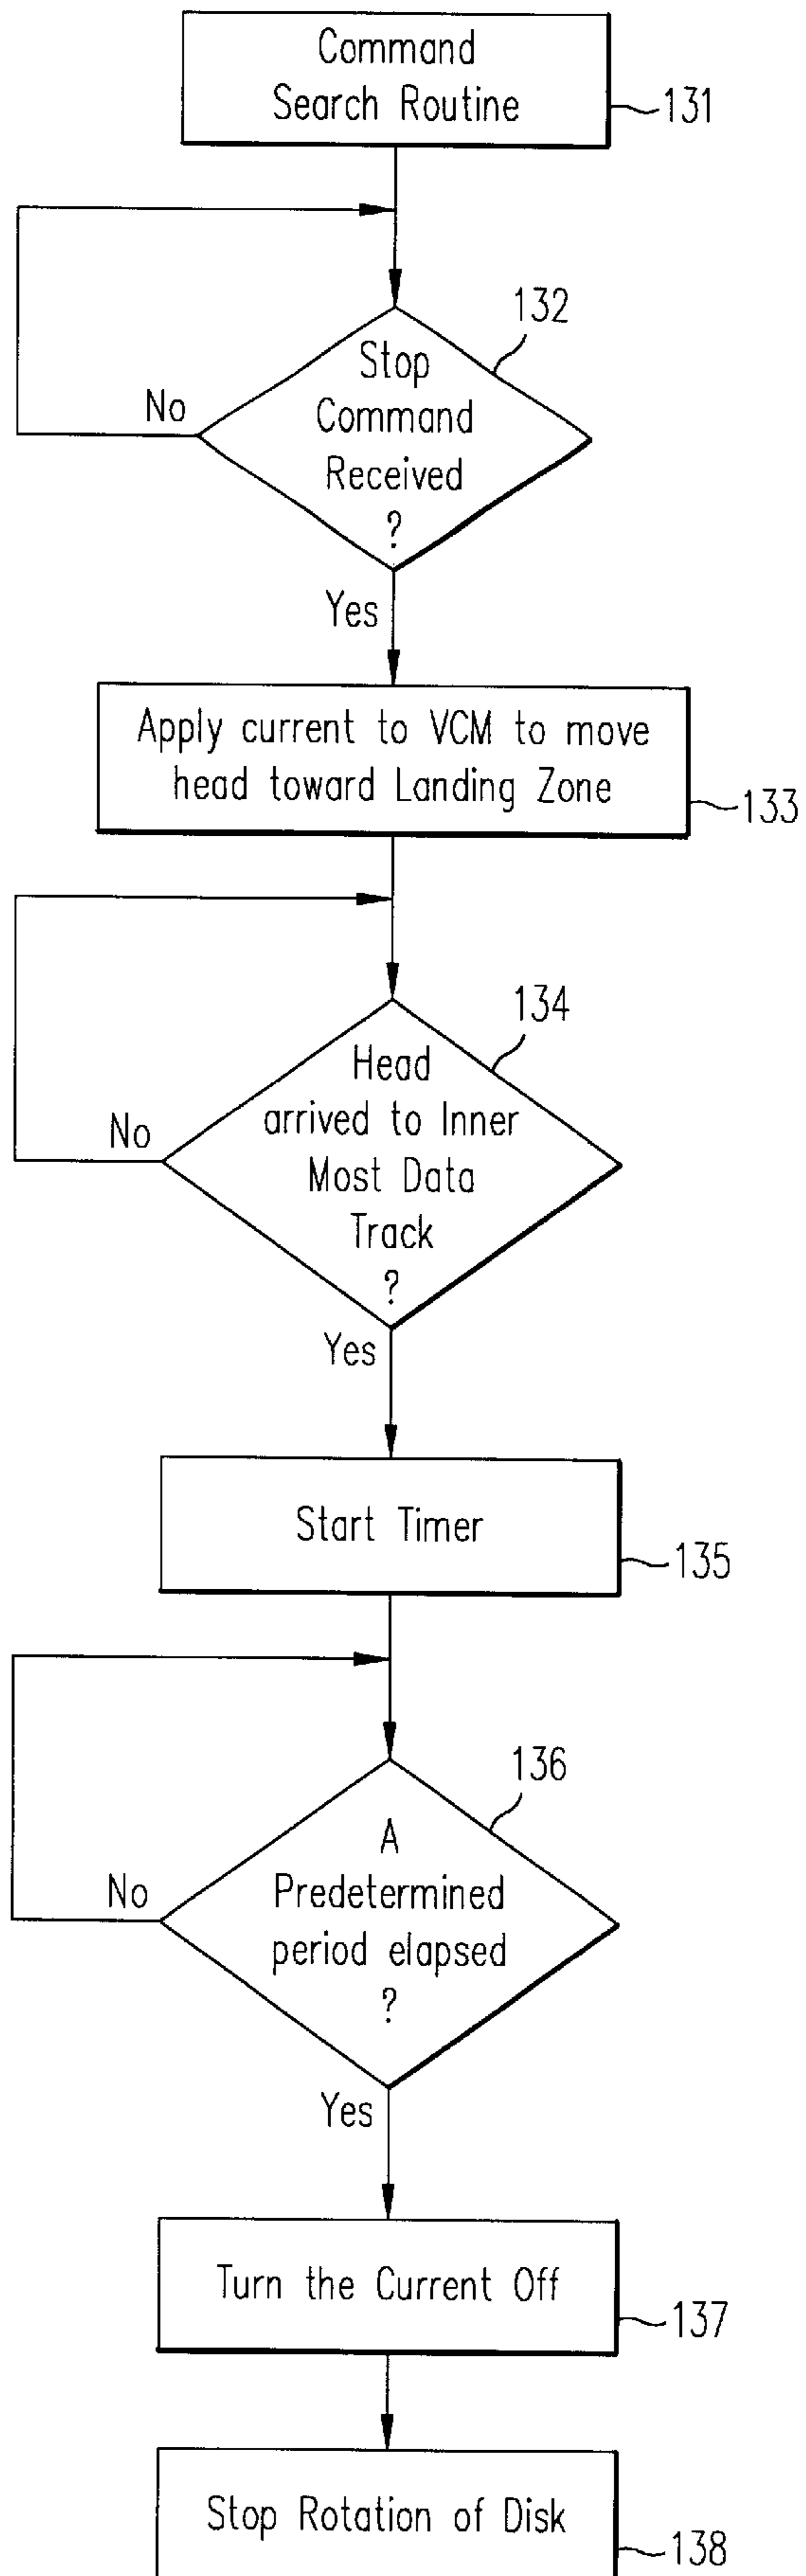 Command
Search Routine
131
132
Stop
Command
Received
?
No
Yes
Apply current to VCM to move
head toward Landing Zone
133
134
Head
arrived to Inner
Most Data
Track
?
No
Yes
Start Timer
135
136
A
Predetermined
period elapsed
?
No
Yes
Turn the Current Off
137
Stop Rotation of Disk
138